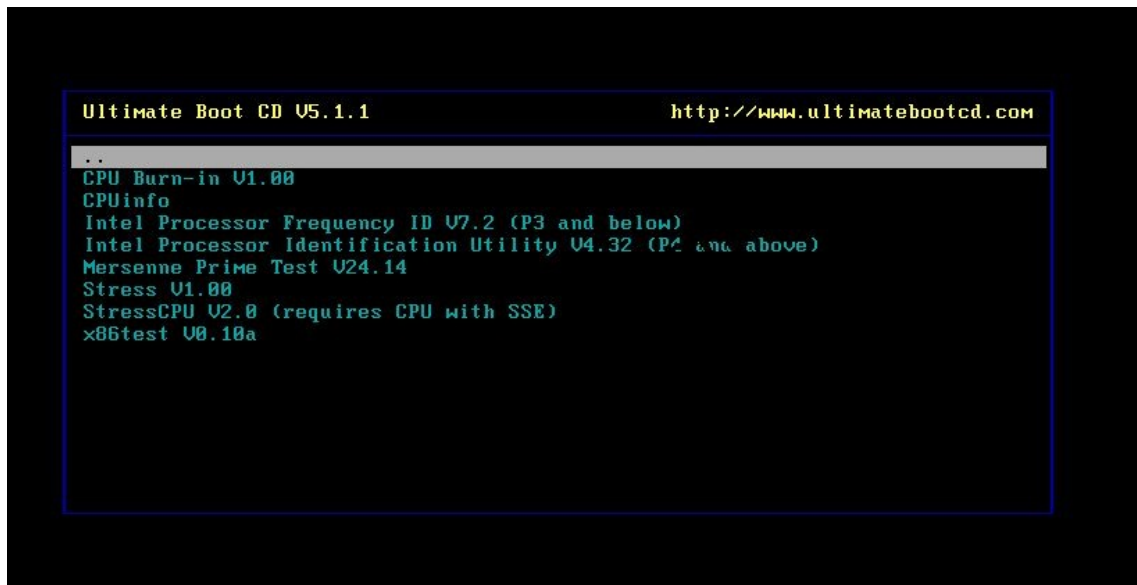 Ultimate Boot CD V5.1.1 http://www.ultimatebootcd.com
..
CPU Burn-in V1.00
CPUinfo
Intel Processor Frequency ID V7.2 (P3 and below)
Intel Processor Identification Utility V4.32 (P4 and above)
Mersenne Prime Test V24.14
Stress V1.00
StressCPU V2.0 (requires CPU with SSE)
x86test V0.10a